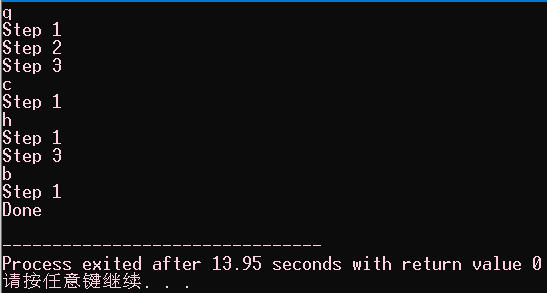 q
Step 1
Step 2
Step 3
c
Step 1
h
Step 1
Step 3
b
Step 1
Done
--------------------------------
Process exited after 13.95 seconds with return value 0
请按任意键继续. . .